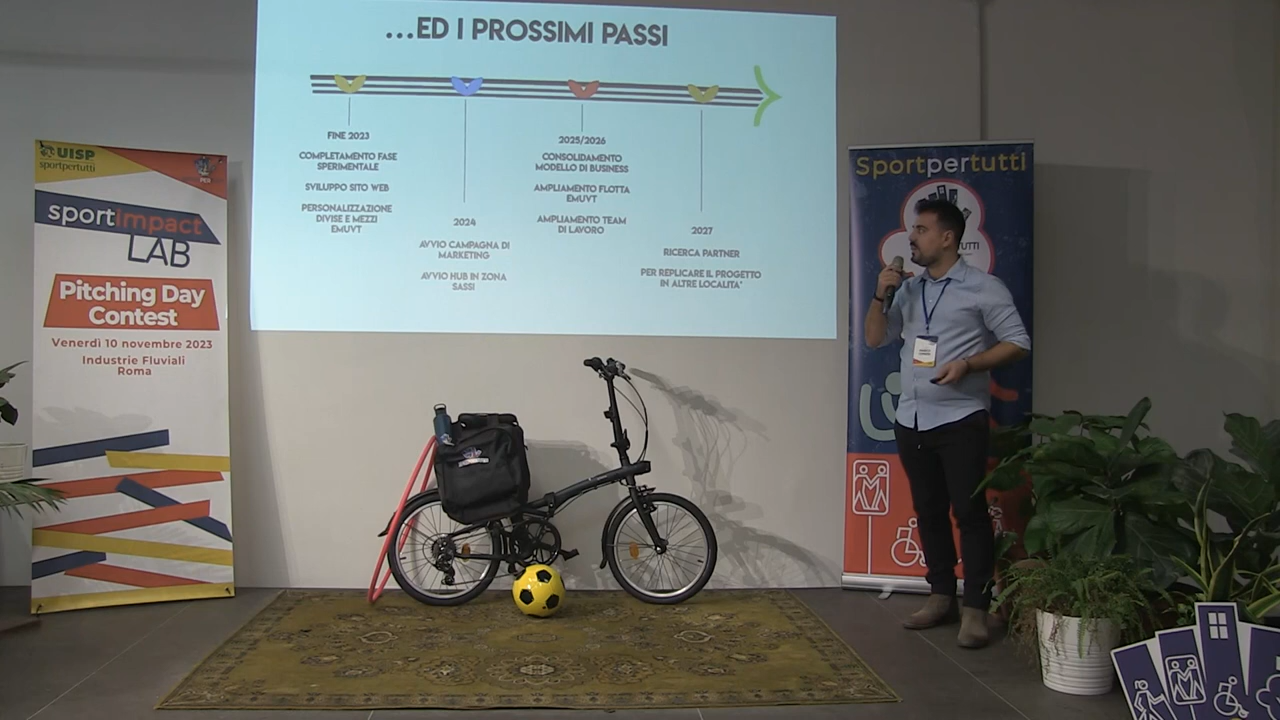 ...ED I PROSSIMI PASSI
FINE 2023
COMPLETAMENTO FASE
SPERIMENTALE
SVILUPPO SITO WEB
PERSONALIZZAZIONE
DIVISE E MEZZI
EMUVT
2024
AVVIO CAMPAGNA DI
MARKETING
AVVIO HUB IN ZONA
SASSI
2025/2026
CONSOLIDAMENTO
MODELLO DI BUSINESS
AMPLIAMENTO FLOTTA
EMUVT
AMPLIAMENTO TEAM
DI LAVORO
2027
RICERCA PARTNER
PER REPLICARE IL PROGETTO
IN ALTRE LOCALITA'
UISP
sportpertutti
sportimpact
LAB
Pitching Day
Contest
Venerdì 10 novembre 2023
Industrie Fluviali
Roma
Sportpertutti